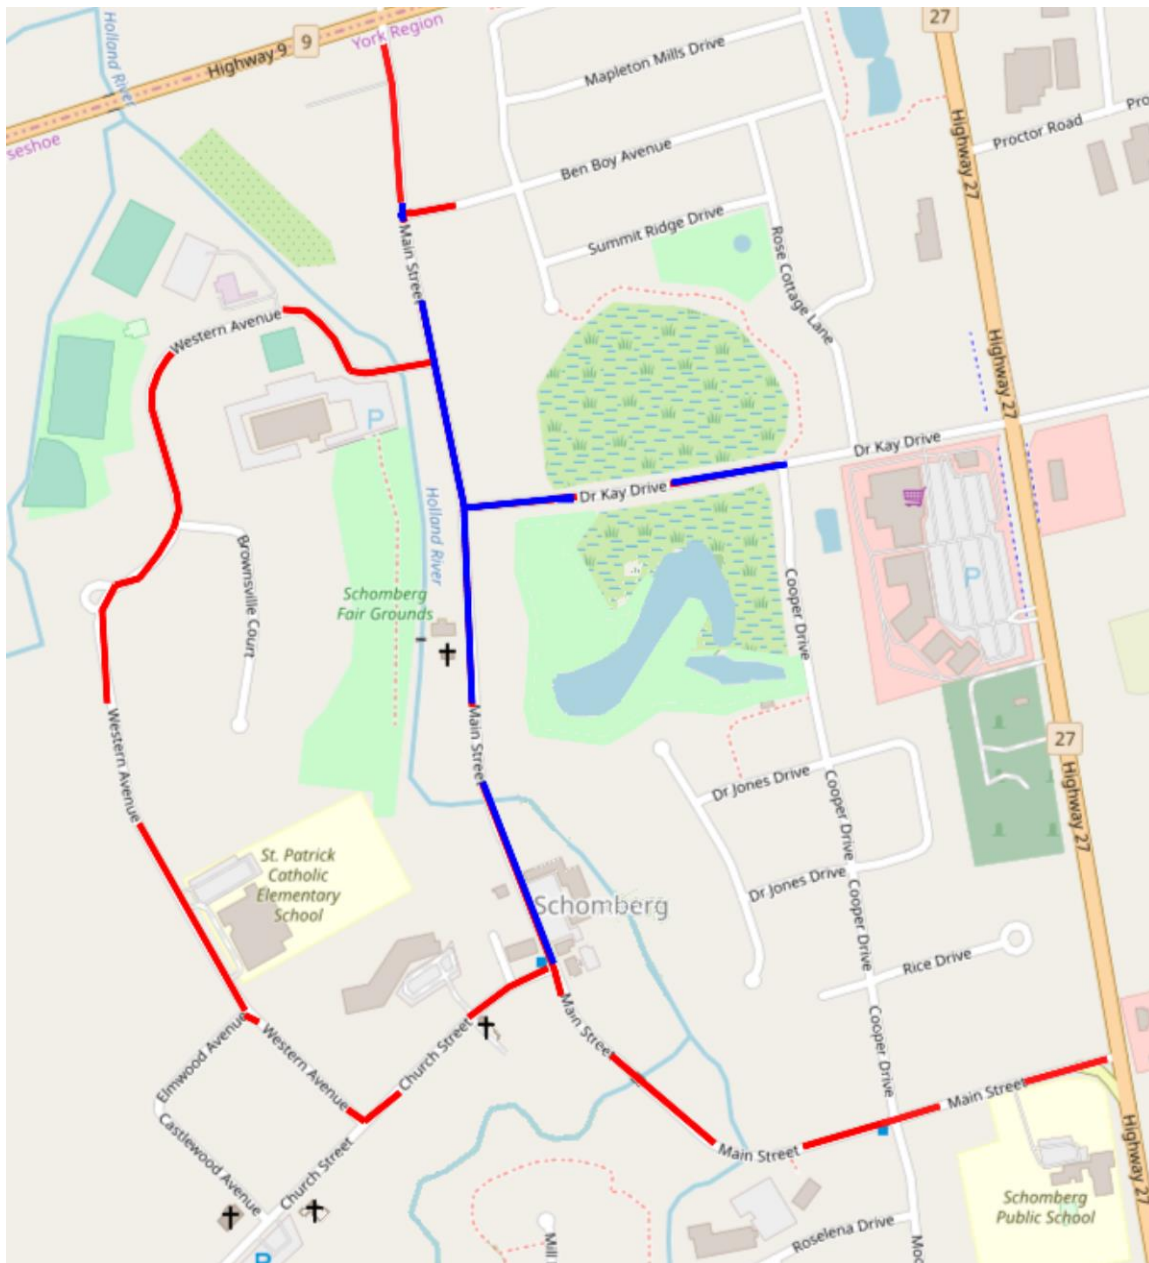 27
York Region
9
Highway 9
Holland River
Mapleton Mills Drive
Highway 27
Proctor Road
Pro
seshoe
Ben Boy Avenue
Main Street
Summit Ridge Drive
Rose Cottage Lane
Western Avenue
Highway 27
P
Dr Kay Drive
Dr Kay Drive
Holland River
Brownsville Court
P
Schomberg
Fair Grounds
Cooper Drive
Main Street
Western Avenue
27
Dr Jones Drive
Cooper Drive
Highway 27
St. Patrick
Catholic
Elementary
School
Dr Jones Drive
Schomberg
Cooper Drive
Rice Drive
Main Street
Elmwood Avenue
Western Avenue
Church Street
Cooper Drive
Main Street
Castlewood Avenue
Main Street
Church Street
Highway 27
Schomberg
Public School
Roselena Drive
Mill
Moo
P